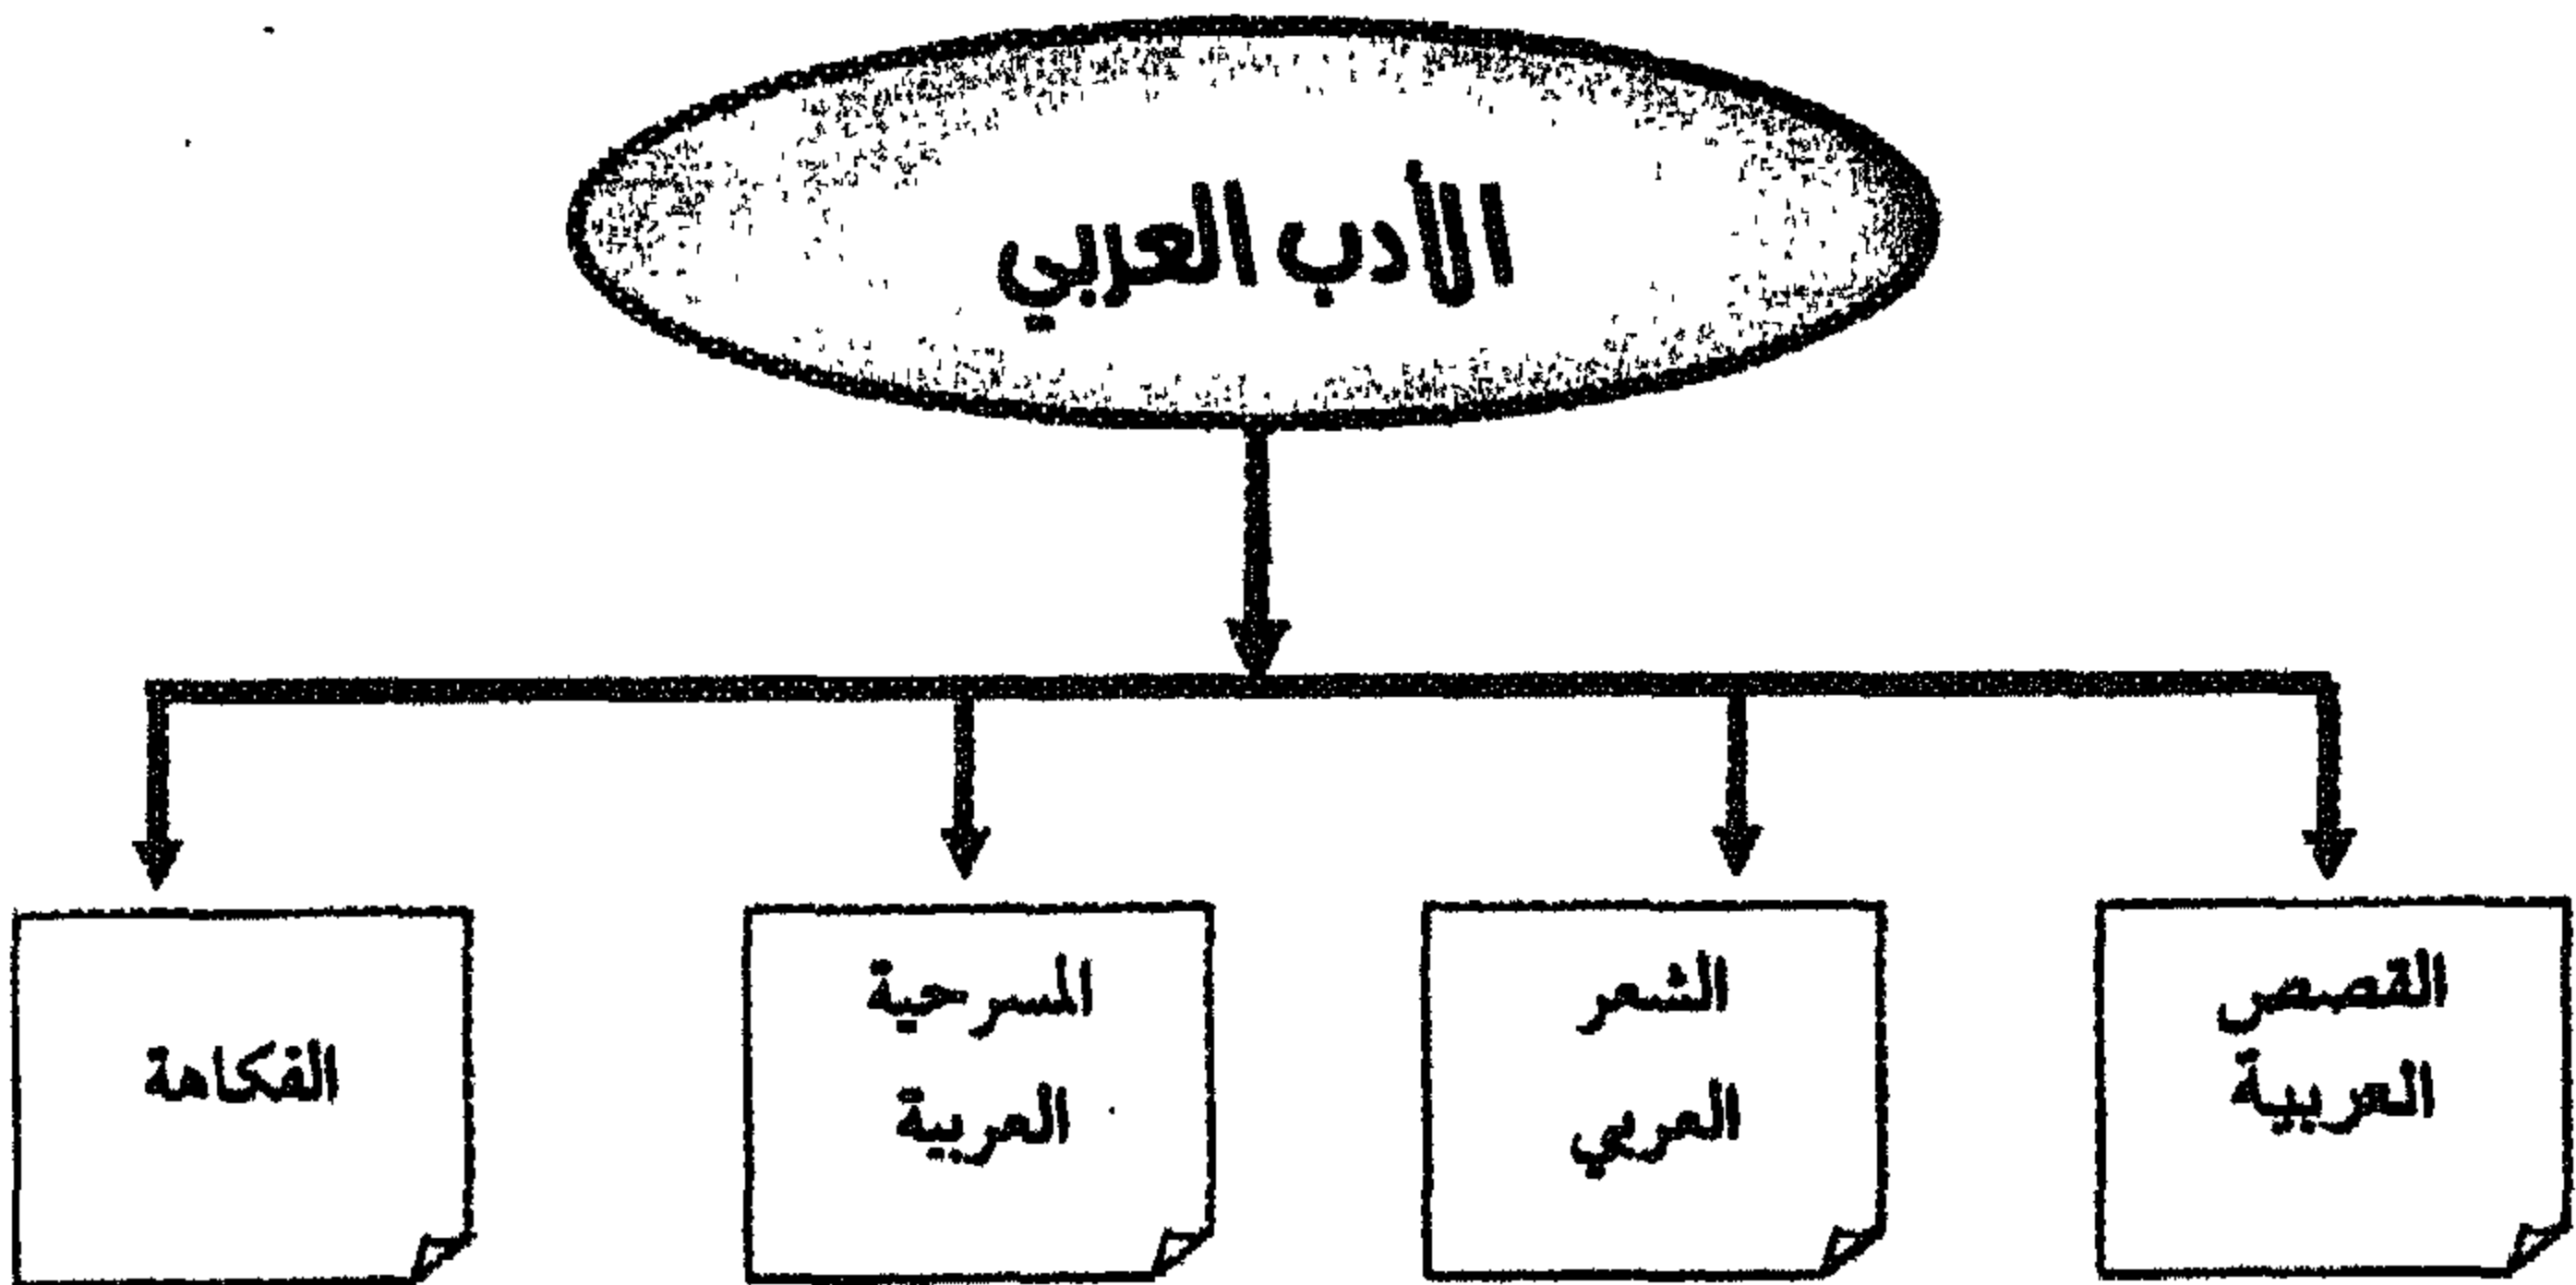 الأدب العربي
القصص
العربية
الشعر
العربي
المسرحية
العربية
الفكاهة